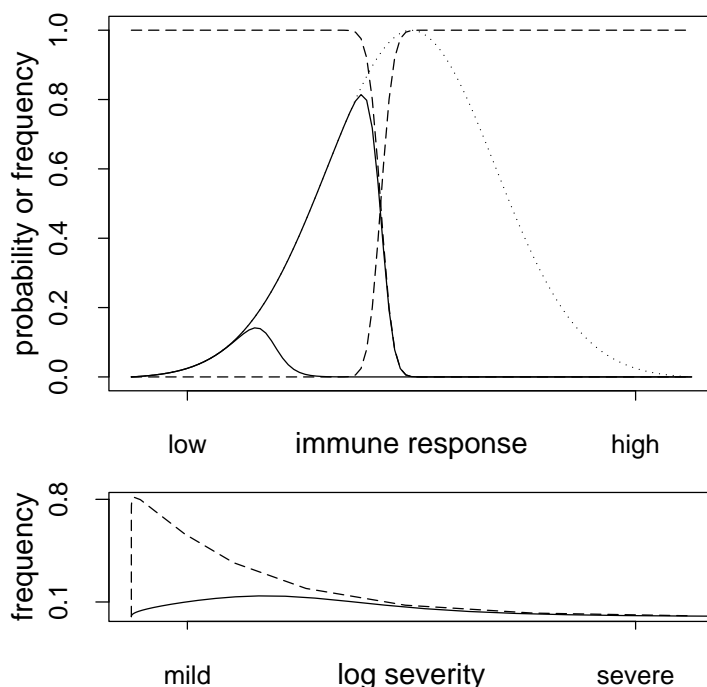 1.0
0.8
0.6
0.4
0.2
0.0
probability or frequency
low immune response high
0.8
0.1
frequency
mild log severity severe